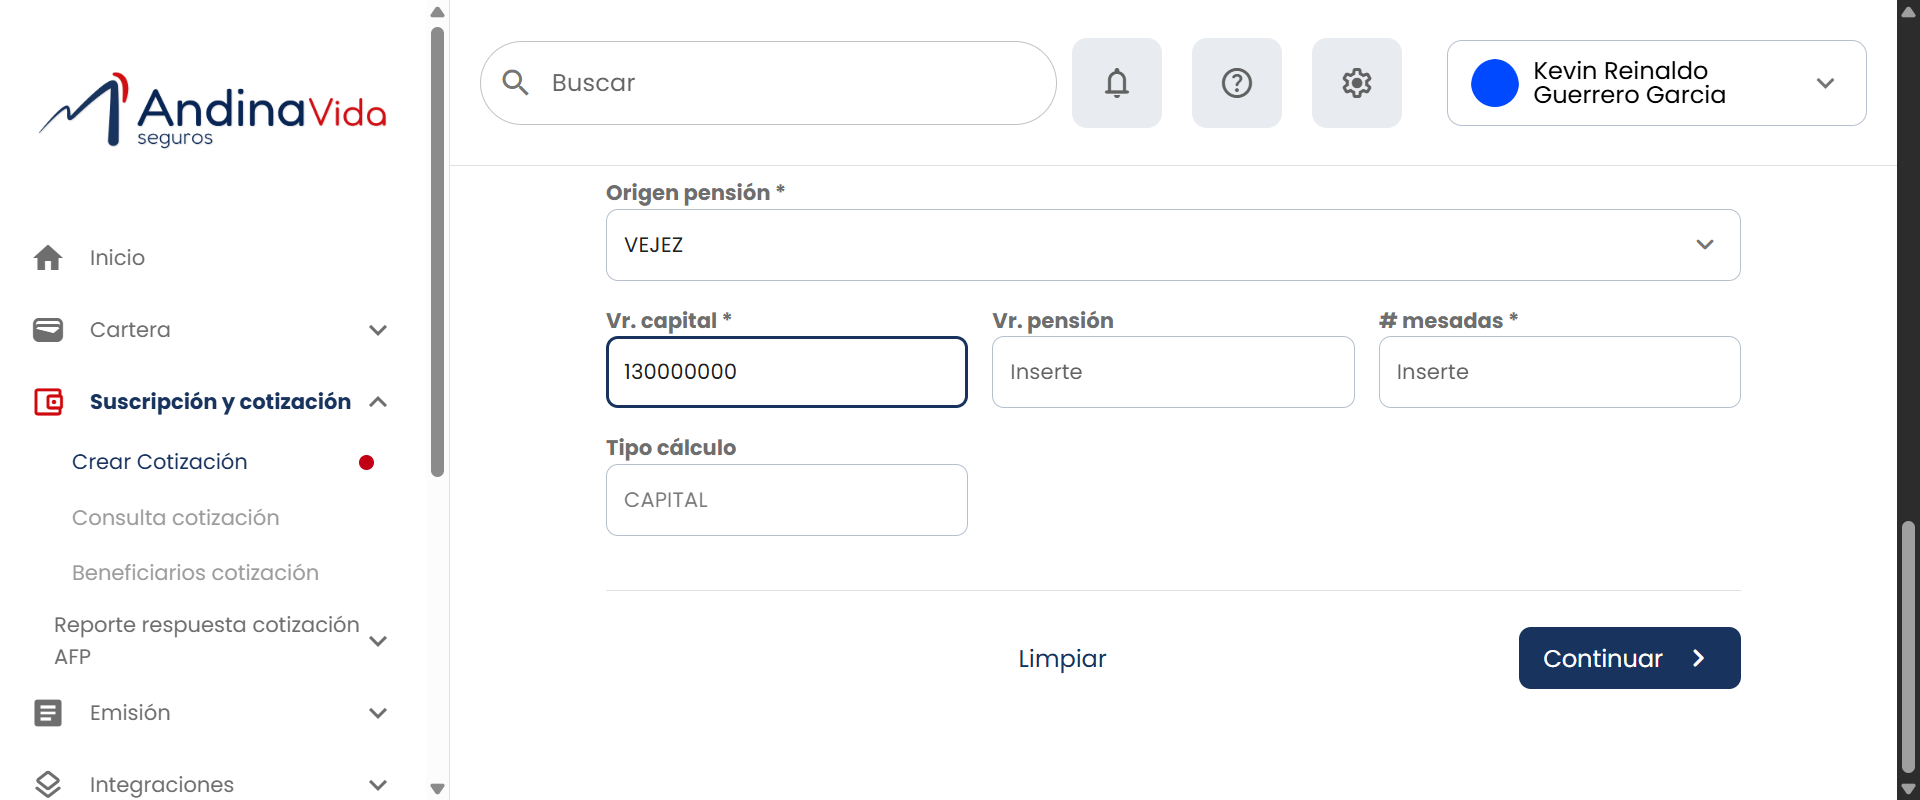 AndinaVida
seguros
Buscar
Kevin Reinaldo
Guerrero Garcia
Inicio
Cartera
Suscripción y cotización
Crear Cotización
Consulta cotización
Beneficiarios cotización
Reporte respuesta cotización
AFP
Emisión
Integraciones
Origen pensión *
VEJEZ
Vr. capital *
Vr. pensión
# mesadas *
130000000
Inserte
Inserte
Tipo cálculo
CAPITAL
Limpiar
Continuar